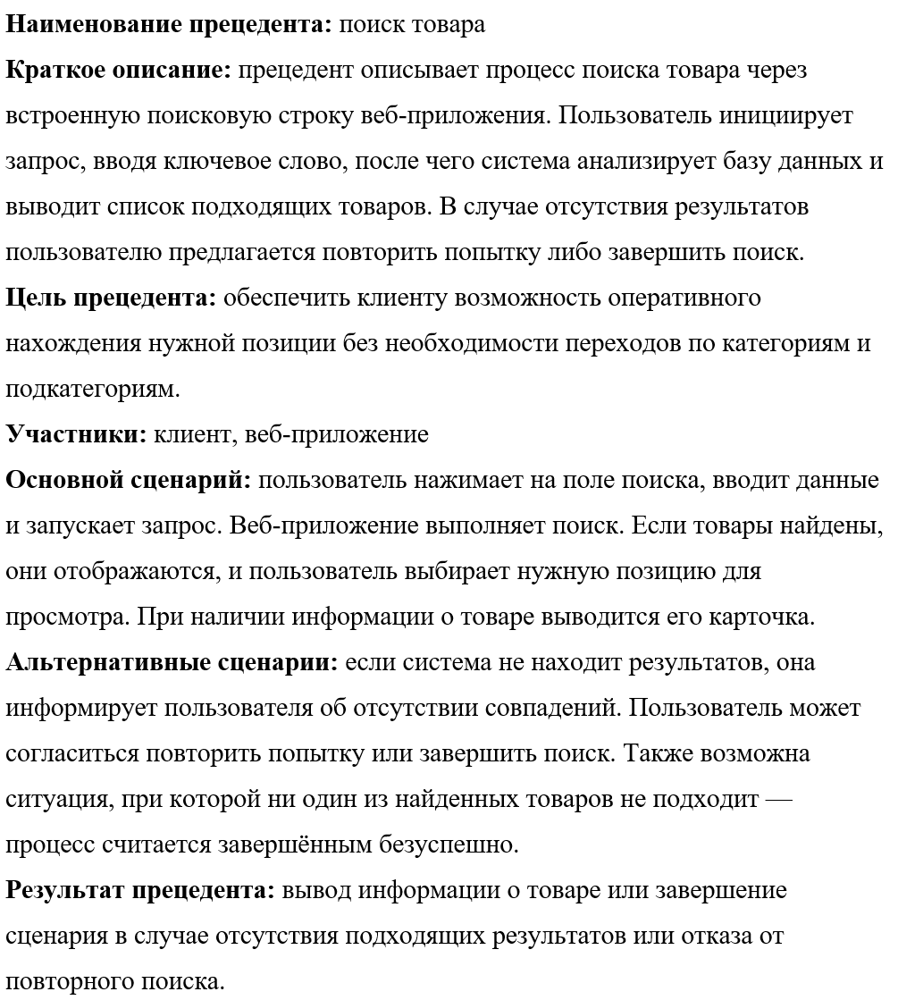 Наименование прецедента: поиск товара
Краткое описание: прецедент описывает процесс поиска товара через
встроенную поисковую строку веб-приложения. Пользователь инициирует
запрос, вводя ключевое слово, после чего система анализирует базу данных и
выводит список подходящих товаров. В случае отсутствия результатов
пользователю предлагается повторить попытку либо завершить поиск.
Цель прецедента: обеспечить клиенту возможность оперативного
нахождения нужной позиции без необходимости переходов по категориям и
подкатегориям.
Участники: клиент, веб-приложение
Основной сценарий: пользователь нажимает на поле поиска, вводит данные
и запускает запрос. Веб-приложение выполняет поиск. Если товары найдены,
они отображаются, и пользователь выбирает нужную позицию для
просмотра. При наличии информации о товаре выводится его карточка.
Альтернативные сценарии: если система не находит результатов, она
информирует пользователя об отсутствии совпадений. Пользователь может
согласиться повторить попытку или завершить поиск. Также возможна
ситуация, при которой ни один из найденных товаров не подходит —
процесс считается завершённым безуспешно.
Результат прецедента: вывод информации о товаре или завершение
сценария в случае отсутствия подходящих результатов или отказа от
повторного поиска.